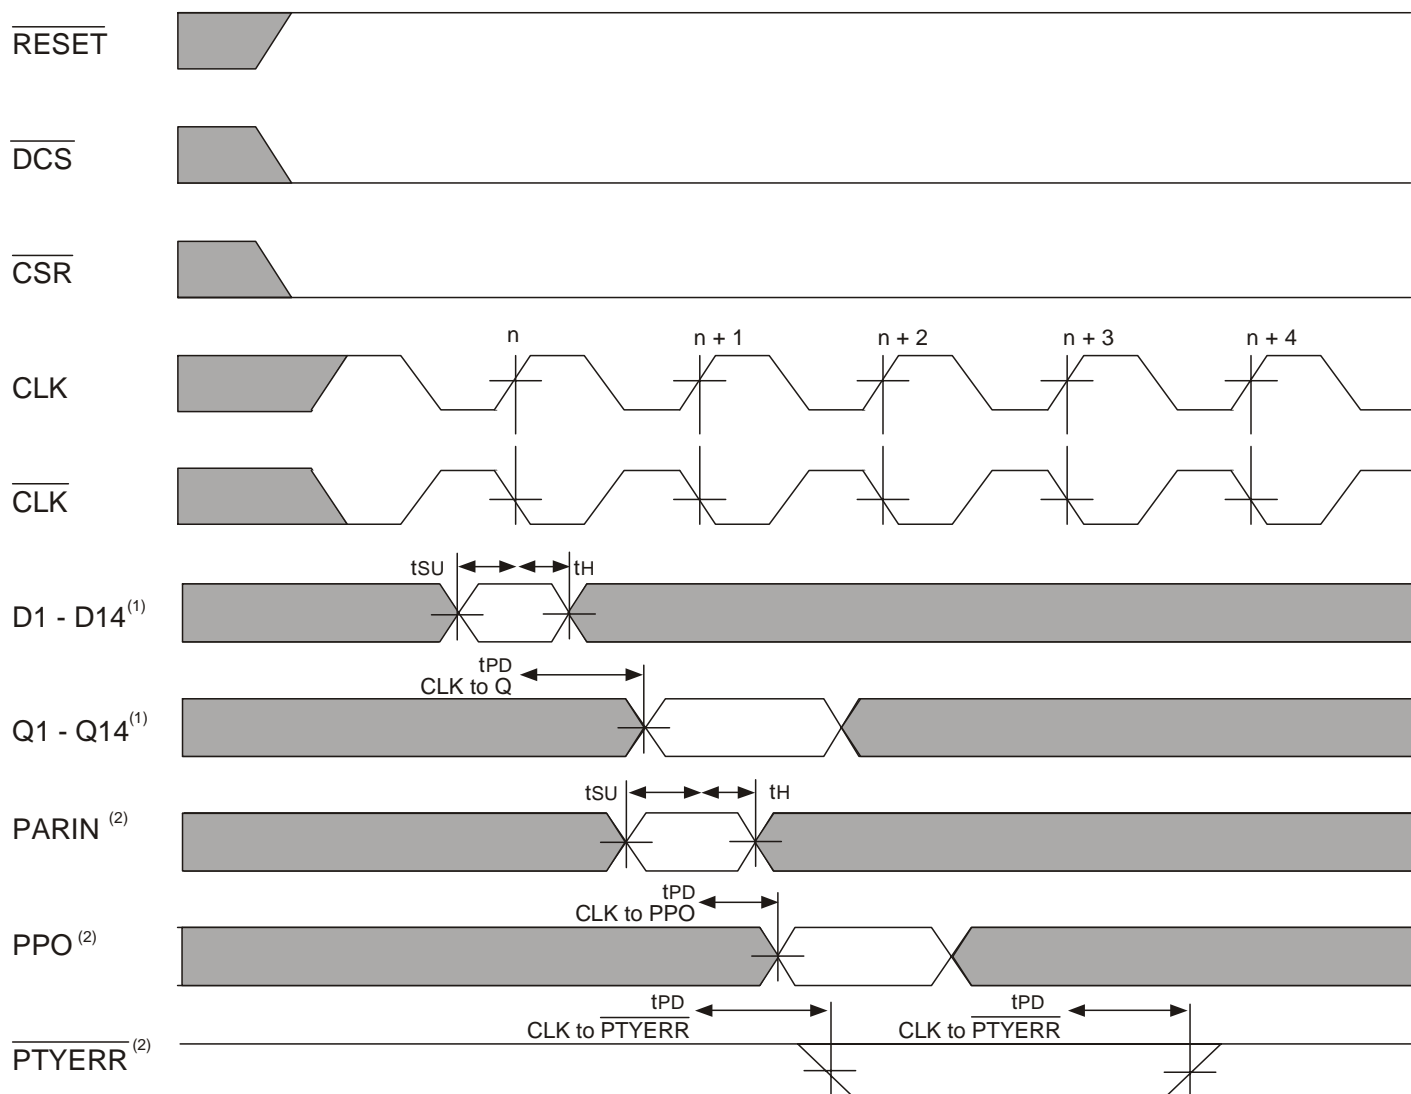 RESET
DCS
CSR
n n + 1 n + 2 n + 3 n + 4
CLK
CLK
tSU tH
D1 - D14(1)
tPD
CLK to Q
Q1 - Q14(1)
tSU tH
PARIN (2)
tPD
CLK to PPO
PPO (2)
tPD tPD
CLK to PTYERR CLK to PTYERR
PTYERR (2)